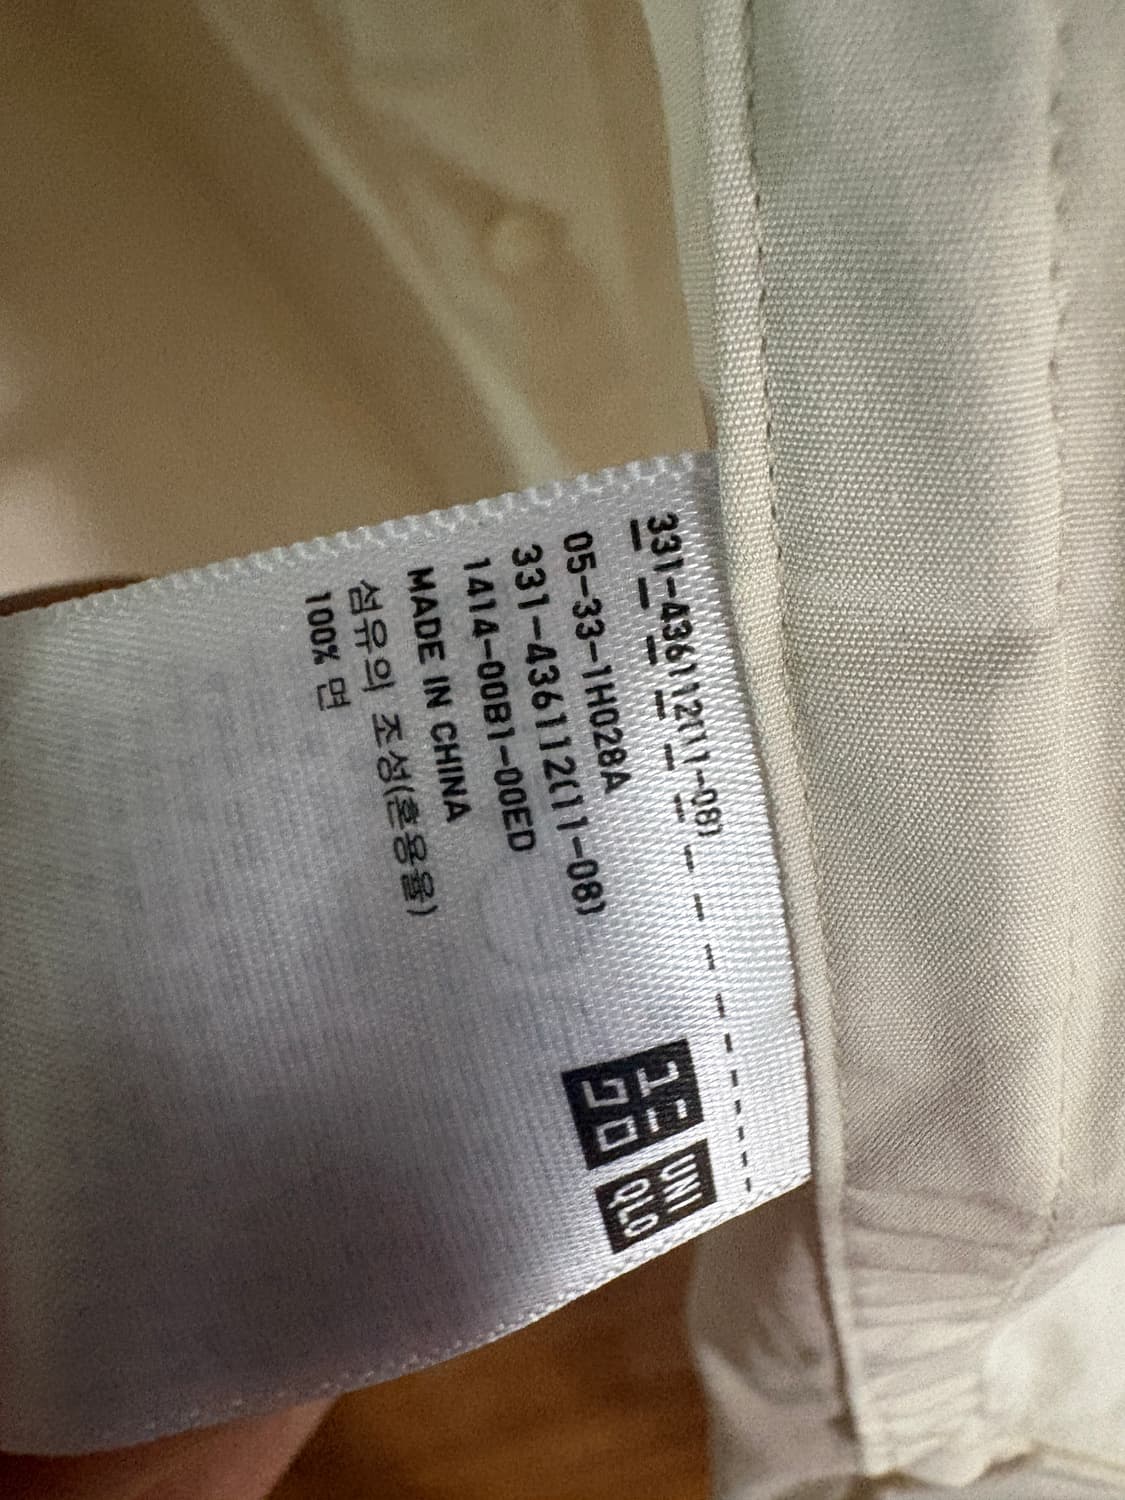 331-436112(11-08)
05-33-1H028A
331-436112(11-08)
1414-00B1-00ED
MADE IN CHINA
섬유의 조성(혼용율)
100% 면
ユニ
クロ
UNI
QLO